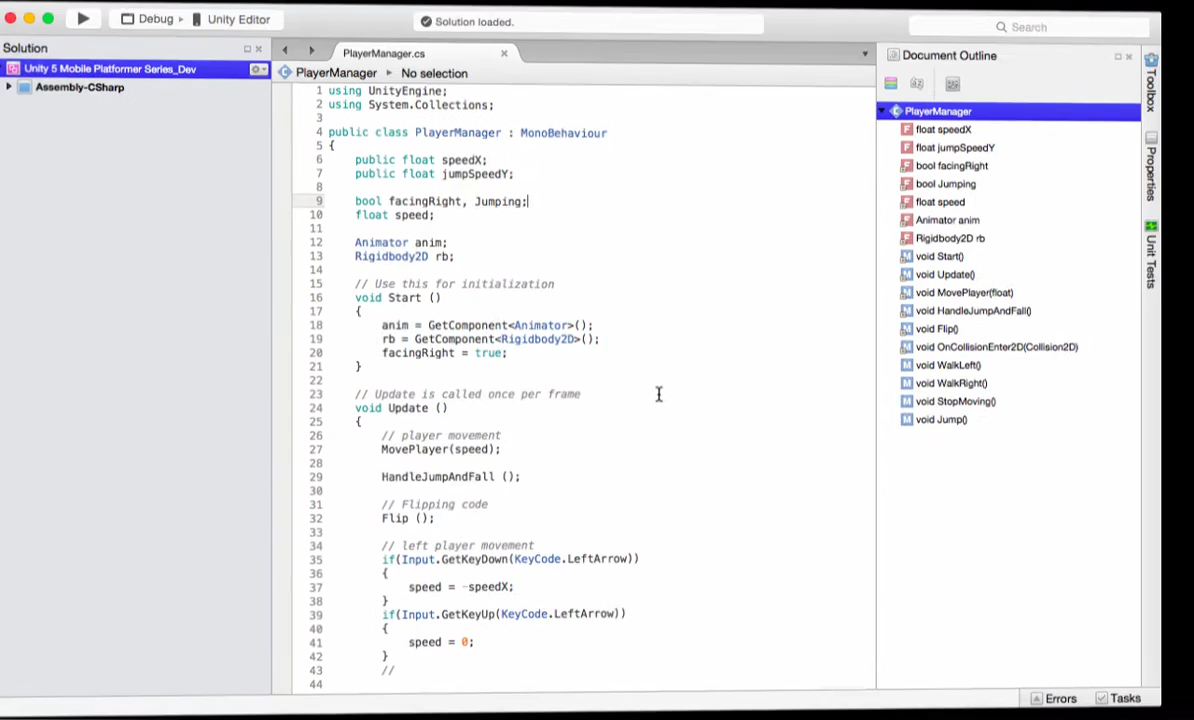 Debug
Unity Editor
Solution loaded.
Search
Solution
Unity 5 Mobile Platformer Series_Dev
Assembly-CSharp
PlayerManager.cs
PlayerManager
No selection
1 using UnityEngine;
2 using System.Collections;
3
4 public class PlayerManager : MonoBehaviour
5 {
6 public float speedX;
7 public float jumpSpeedY;
8
9 bool facingRight, Jumping;
10 float speed;
11
12 Animator anim;
13 Rigidbody2D rb;
14
15 // Use this for initialization
16 void Start ()
17 {
18 anim = GetComponent<Animator>();
19 rb = GetComponent<Rigidbody2D>();
20 facingRight = true;
21 }
22
23 // Update is called once per frame
24 void Update ()
25 {
26 // player movement
27 MovePlayer(speed);
28
29 HandleJumpAndFall ();
30
31 // Flipping code
32 Flip ();
33
34 // left player movement
35 if(Input.GetKeyDown(KeyCode.LeftArrow))
36 {
37 speed = -speedX;
38 }
39 if(Input.GetKeyUp(KeyCode.LeftArrow))
40 {
41 speed = 0;
42 }
43 //
44
Document Outline
PlayerManager
float speedX
float jumpSpeedY
bool facingRight
bool Jumping
float speed
Animator anim
Rigidbody2D rb
void Start()
void Update()
void MovePlayer(float)
void HandleJumpAndFall()
void Flip()
void OnCollisionEnter2D(Collision2D)
void WalkLeft()
void WalkRight()
void StopMoving()
void Jump()
Toolbox
Properties
Unit Tests
Errors
Tasks